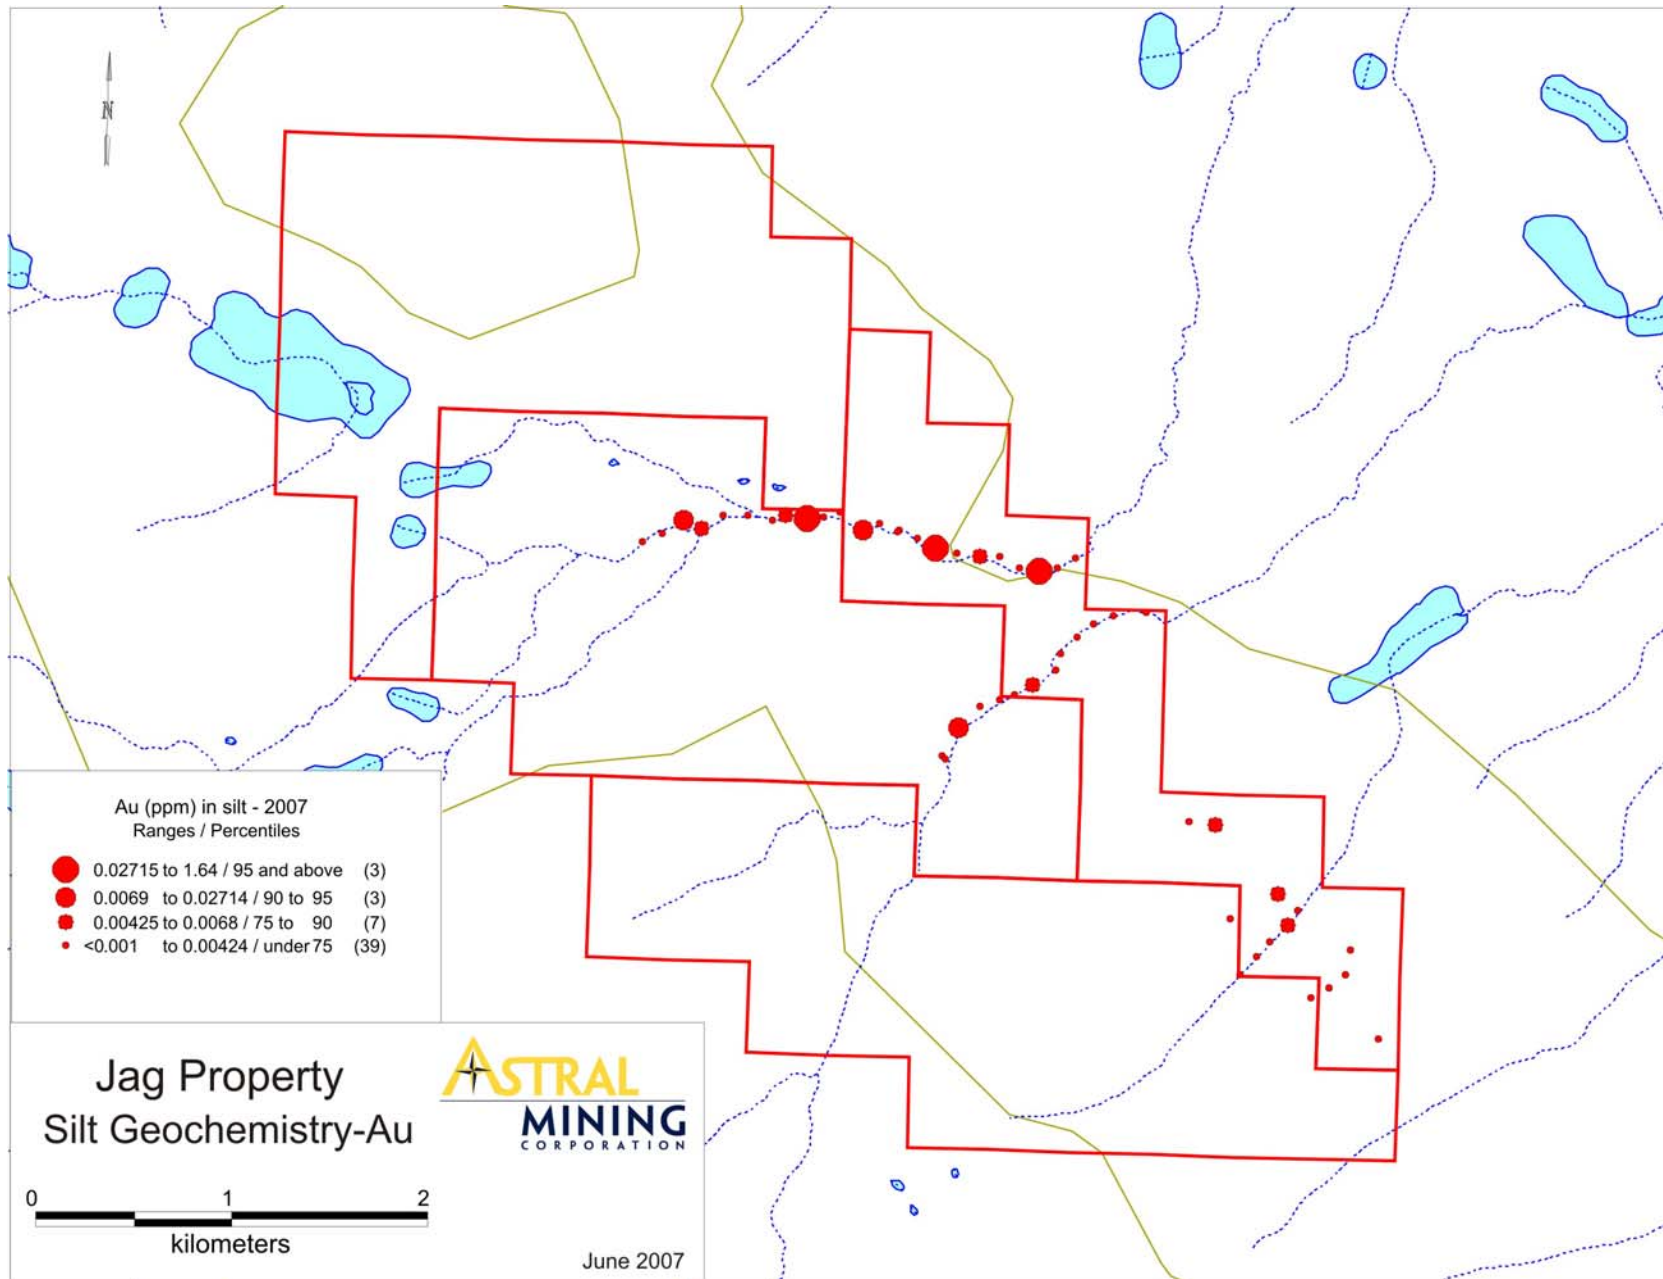 N
Au (ppm) in silt - 2007
Ranges / Percentiles
0.02715 to 1.64 / 95 and above (3)
0.0069 to 0.02714 / 90 to 95 (3)
0.00425 to 0.0068 / 75 to 90 (7)
<0.001 to 0.00424 / under 75 (39)
Jag Property
Silt Geochemistry-Au
ASTRAL
MINING
CORPORATION
0 1 2
kilometers
June 2007